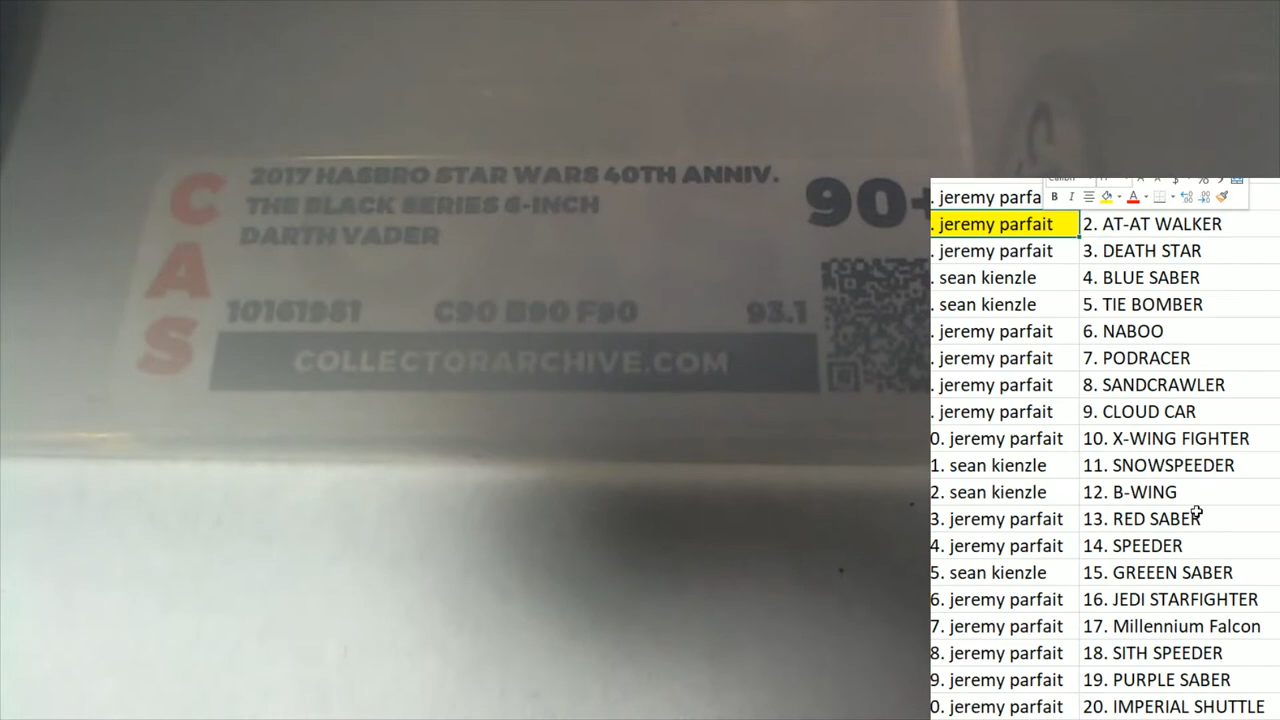 CAS
2017 HASBRO STAR WARS 40TH ANNIV.
THE BLACK SERIES 6-INCH
DARTH VADER
90+
10161951 C90 B90 F90 93.1
COLLECTORARCHIVE.COM
. jeremy parfa
. jeremy parfait 2. AT-AT WALKER
. jeremy parfait 3. DEATH STAR
. sean kienzle 4. BLUE SABER
. sean kienzle 5. TIE BOMBER
. jeremy parfait 6. NABOO
. jeremy parfait 7. PODRACER
. jeremy parfait 8. SANDCRAWLER
. jeremy parfait 9. CLOUD CAR
0. jeremy parfait 10. X-WING FIGHTER
1. sean kienzle 11. SNOWSPEEDER
2. sean kienzle 12. B-WING
3. jeremy parfait 13. RED SABER
4. jeremy parfait 14. SPEEDER
5. sean kienzle 15. GREEEN SABER
6. jeremy parfait 16. JEDI STARFIGHTER
7. jeremy parfait 17. Millennium Falcon
8. jeremy parfait 18. SITH SPEEDER
9. jeremy parfait 19. PURPLE SABER
0. jeremy parfait 20. IMPERIAL SHUTTLE